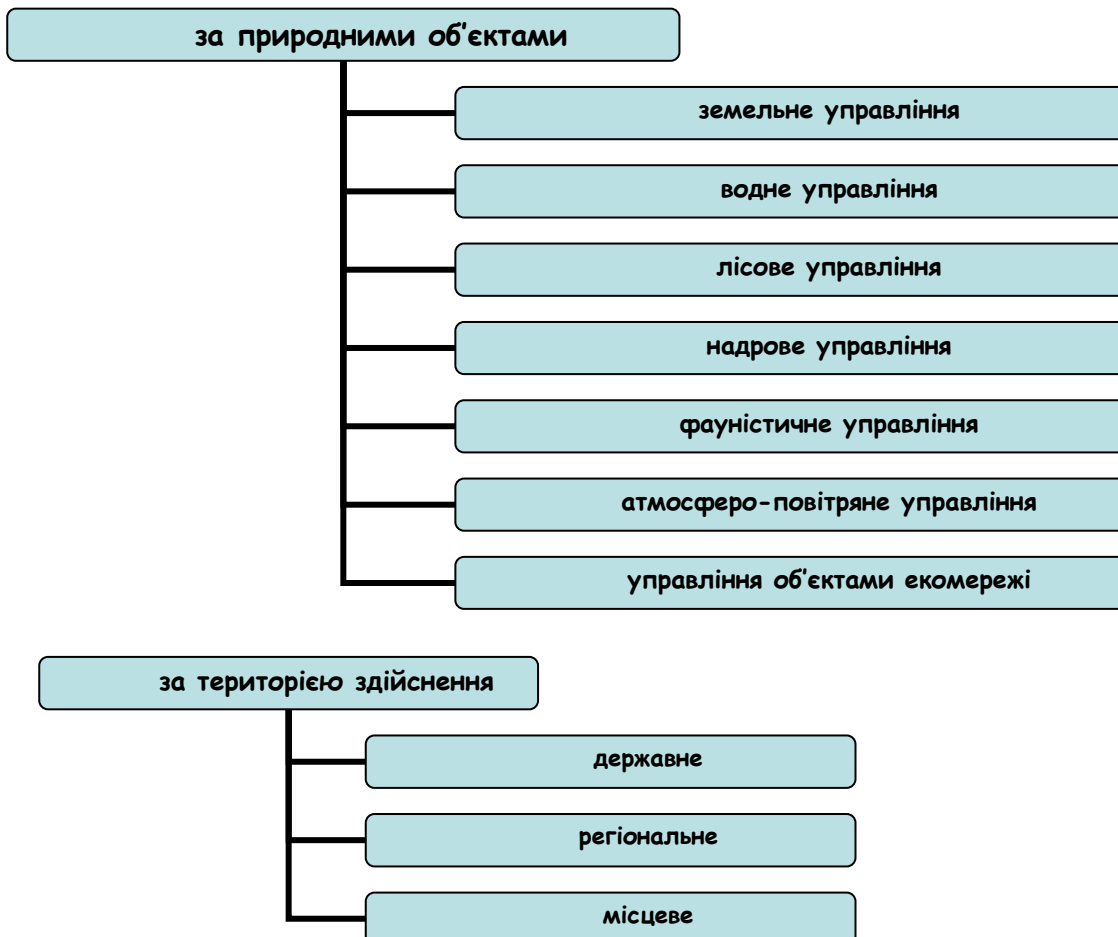 за природними об'єктами
земельне управління
водне управління
лісове управління
надрове управління
фауністичне управління
атмосферо-повітряне управління
управління об'єктами екомережі
за територією здійснення
державне
регіональне
місцеве